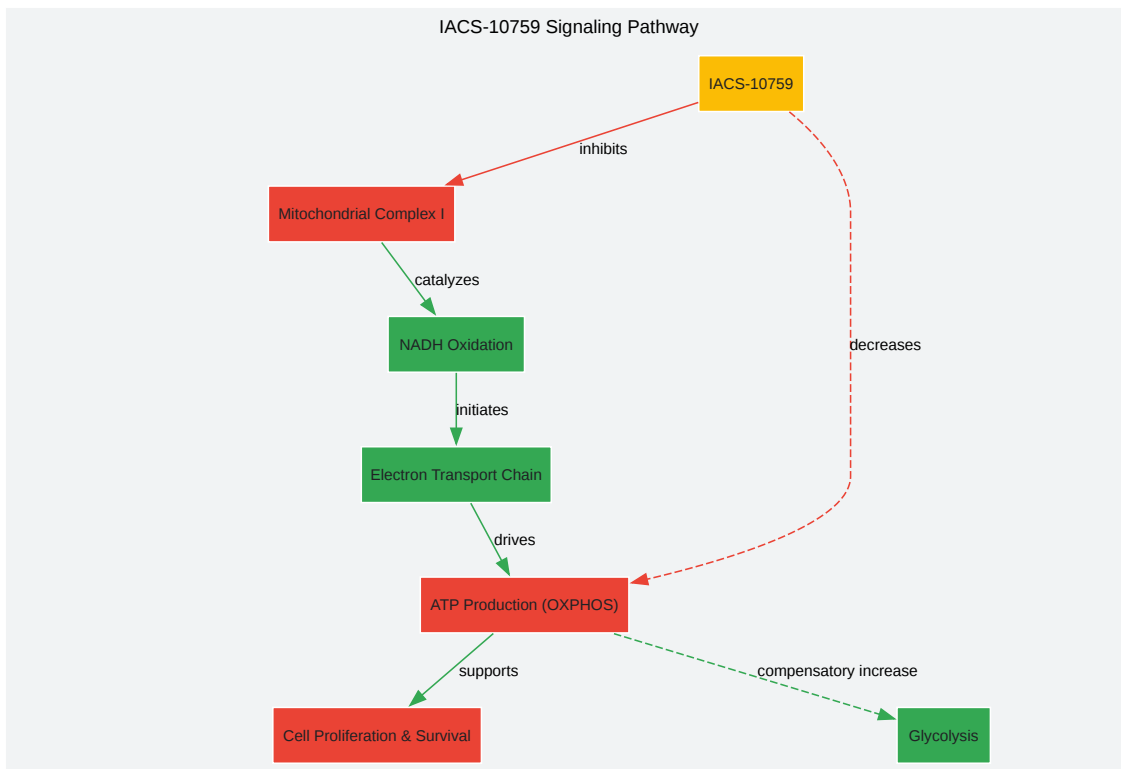 IACS-10759 Signaling Pathway
IACS-10759
inhibits
Mitochondrial Complex I
catalyzes
NADH Oxidation
decreases
initiates
Electron Transport Chain
drives
ATP Production (OXPHOS)
supports
compensatory increase
Cell Proliferation & Survival
Glycolysis